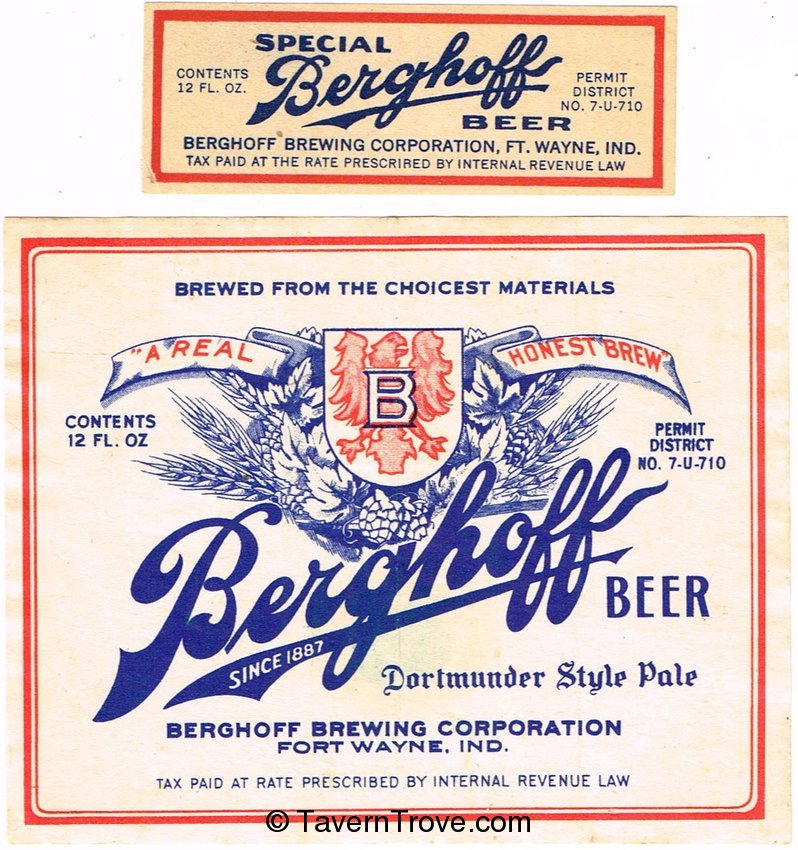 SPECIAL
Berghoff
BEER
CONTENTS
12 FL. OZ.
PERMIT
DISTRICT
NO. 7-U-710
BERGHOFF BREWING CORPORATION, FT. WAYNE, IND.
TAX PAID AT THE RATE PRESCRIBED BY INTERNAL REVENUE LAW
BREWED FROM THE CHOICEST MATERIALS
"A REAL HONEST BREW"
B
CONTENTS
12 FL. OZ
PERMIT
DISTRICT
NO. 7-U-710
Berghoff BEER
SINCE 1887
Dortmunder Style Pale
BERGHOFF BREWING CORPORATION
FORT WAYNE, IND.
TAX PAID AT RATE PRESCRIBED BY INTERNAL REVENUE LAW
© TavernTrove.com